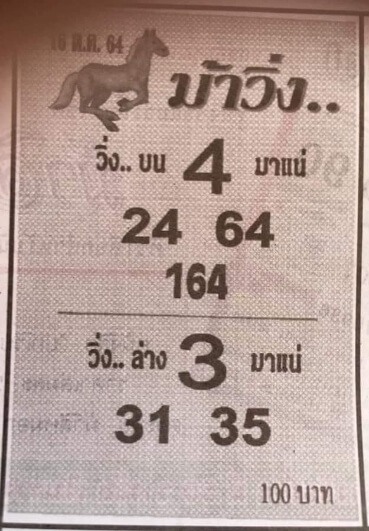 16 ต.ค. 64
ม้าวิ่ง..
วิ่ง.. บน 4 มาแน่
24 64
164
วิ่ง.. ล่าง 3 มาแน่
31 35
100 บาท